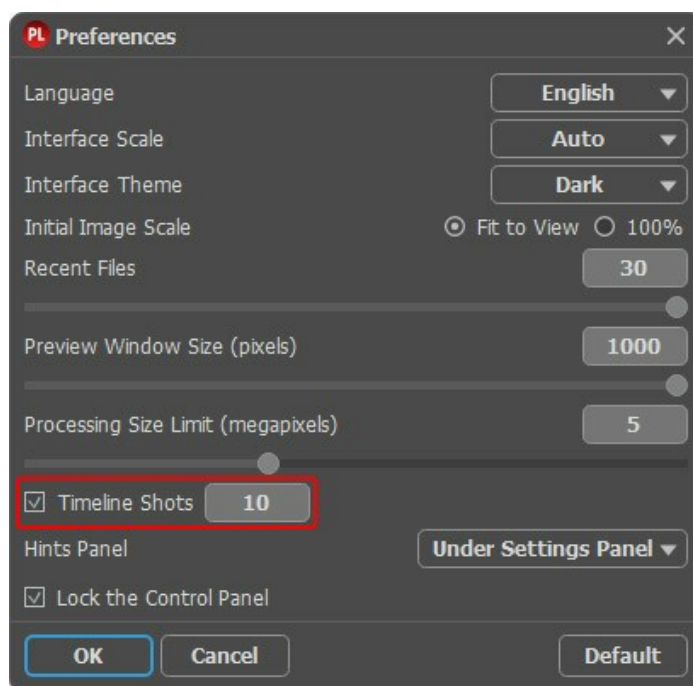 PL Preferences
Language English
Interface Scale Auto
Interface Theme Dark
Initial Image Scale Fit to View 100%
Recent Files 30
Preview Window Size (pixels) 1000
Processing Size Limit (megapixels) 5
Timeline Shots 10
Hints Panel Under Settings Panel
Lock the Control Panel
OK Cancel Default